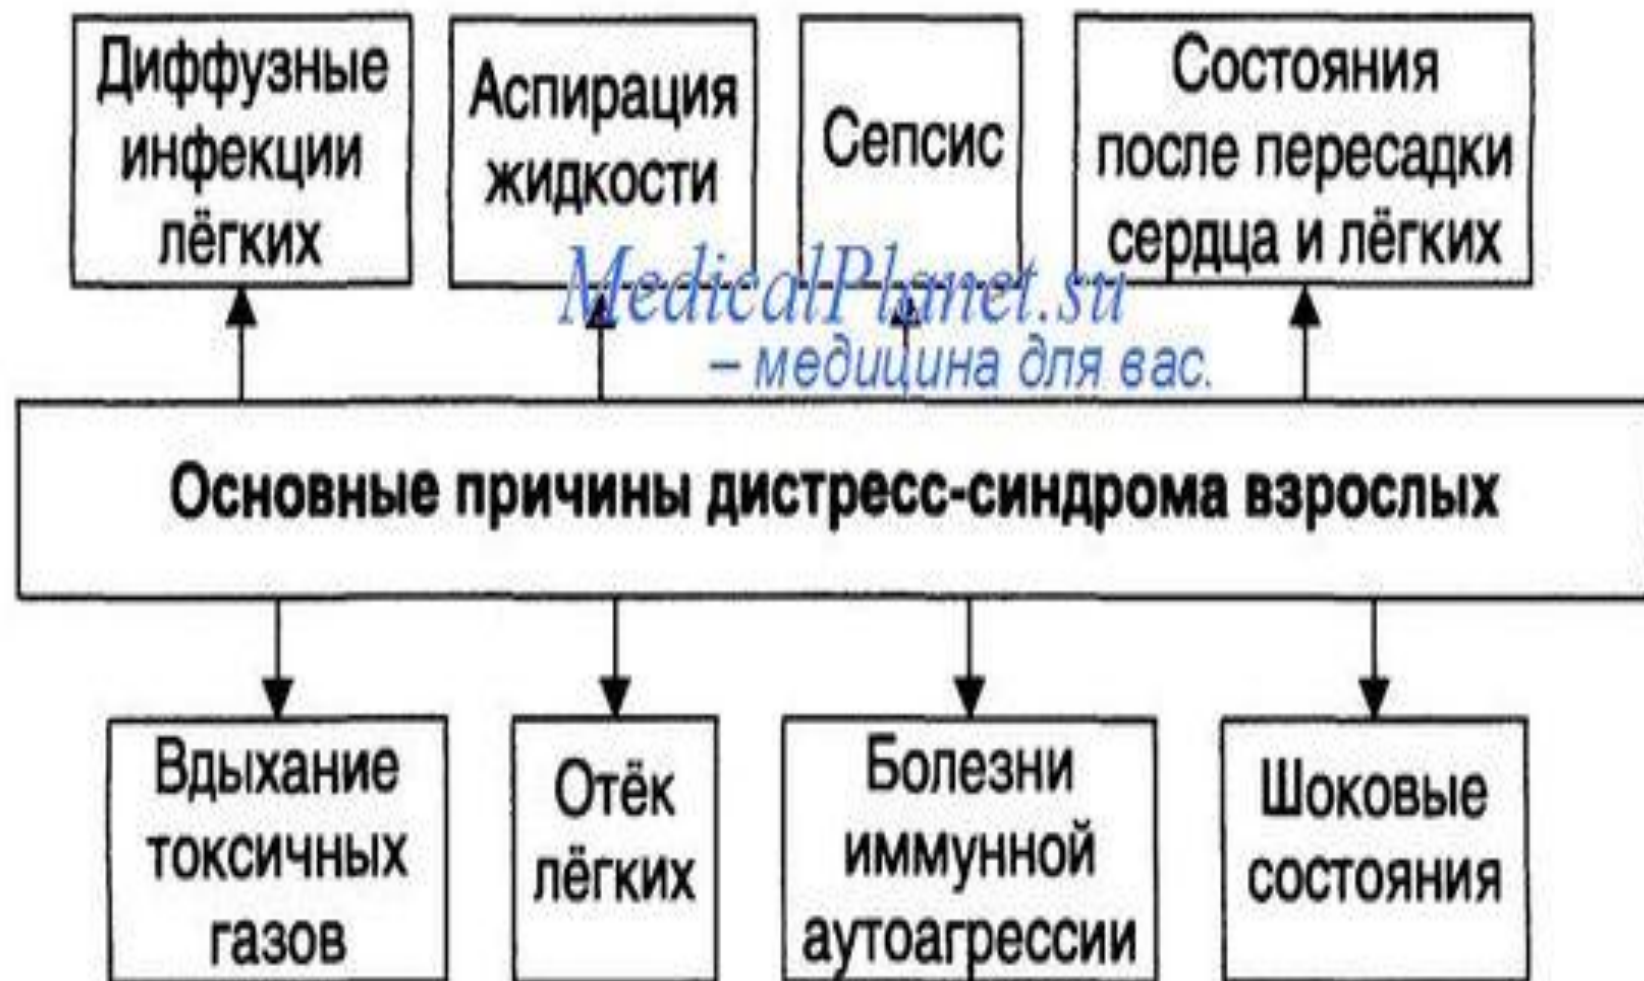 Диффузные
инфекции
лёгких
Аспирация
жидкости
Сепсис
Состояния
после пересадки
сердца и лёгких
MedicalPlanet.su
– медицина для вас.
Основные причины дистресс-синдрома взрослых
Вдыхание
токсичных
газов
Отёк
лёгких
Болезни
иммунной
аутоагрессии
Шоковые
состояния